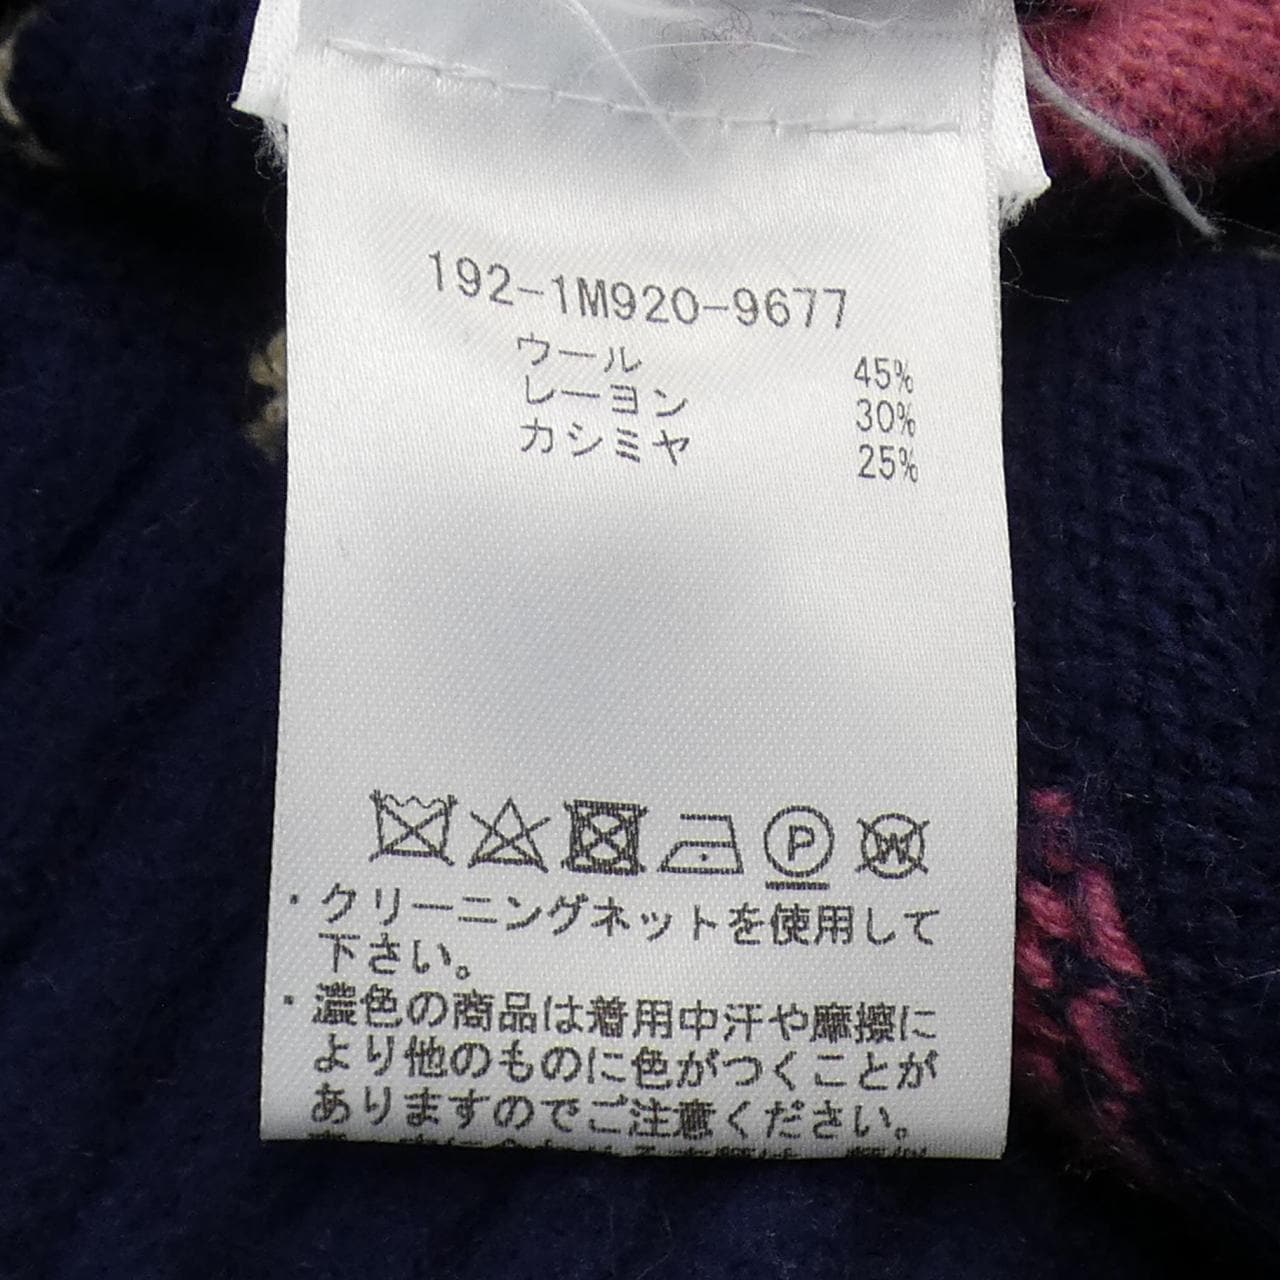 192-1M920-9677
ウール 45%
レーヨン 30%
カシミヤ 25%
P W
・クリーニングネットを使用して
下さい。
・濃色の商品は着用中汗や摩擦に
より他のものに色がつくことが
ありますのでご注意ください。